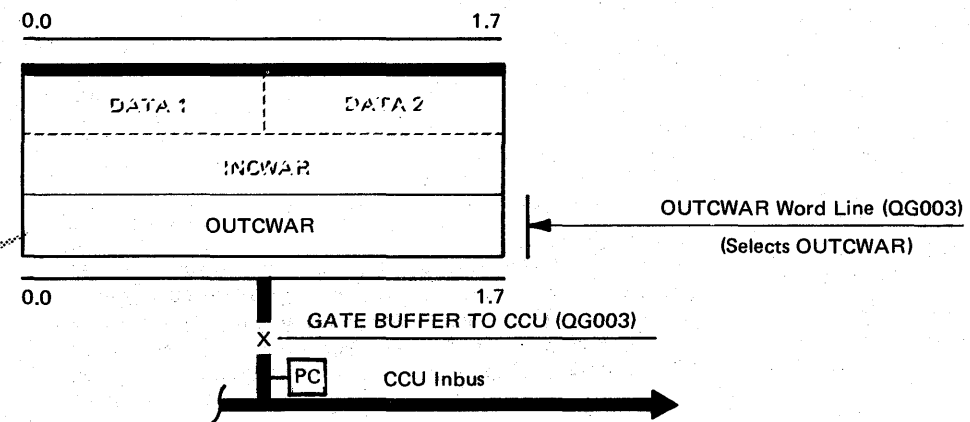 0.0 1.7
DATA 1 DATA 2
INCWAR
OUTCWAR
OUTCWAR Word Line (QG003)
(Selects OUTCWAR)
0.0 1.7
GATE BUFFER TO CCU (QG003)
X
PC CCU Inbus